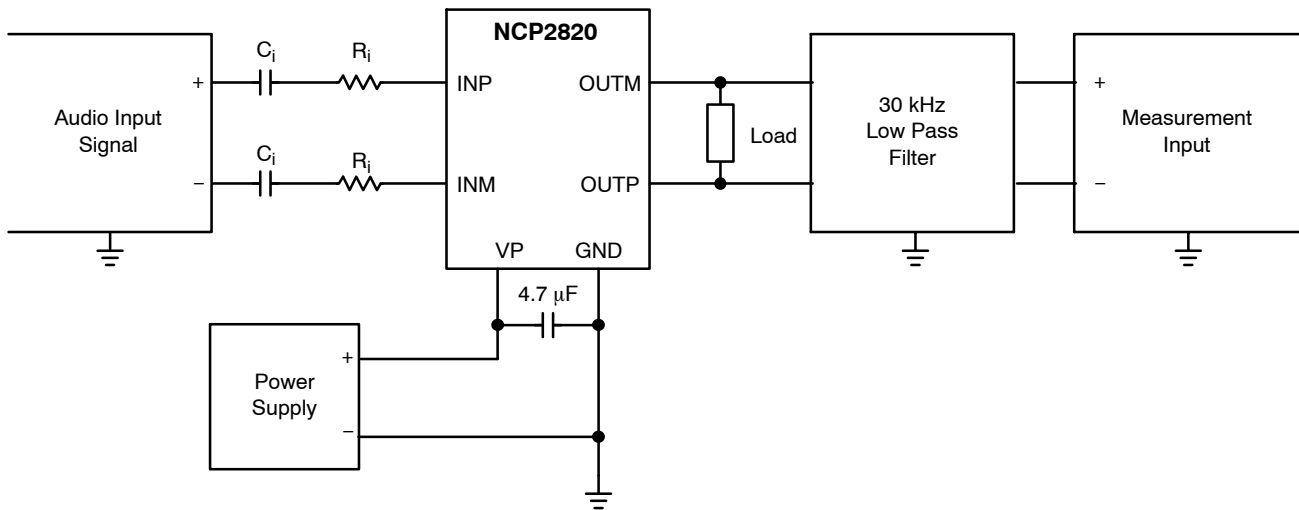 NCP2820
Ci
Ri
+
INP
OUTM
+
Audio Input
Signal
Load
30 kHz
Low Pass
Filter
Measurement
Input
Ci
Ri
−
INM
OUTP
−
VP
GND
4.7 μF
+
Power
Supply
−